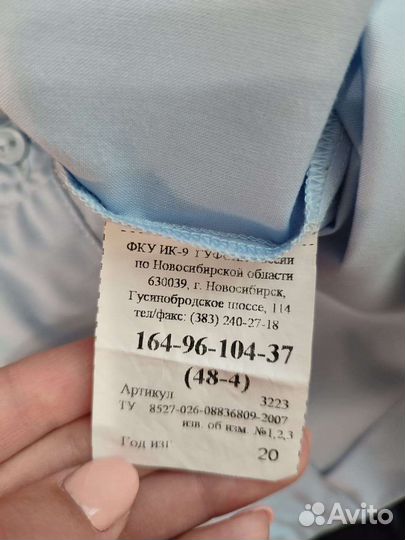 ФКУ ИК-9 ГУФСИН России
по Новосибирской области
630039, г. Новосибирск,
Гусинобродское шоссе, 114
тел/факс: (383) 240-27-18
164-96-104-37
(48-4)
Артикул 3223
ТУ 8527-026-08836809-2007
изв. об изм. №1,2,3
Год изг 20
Avito